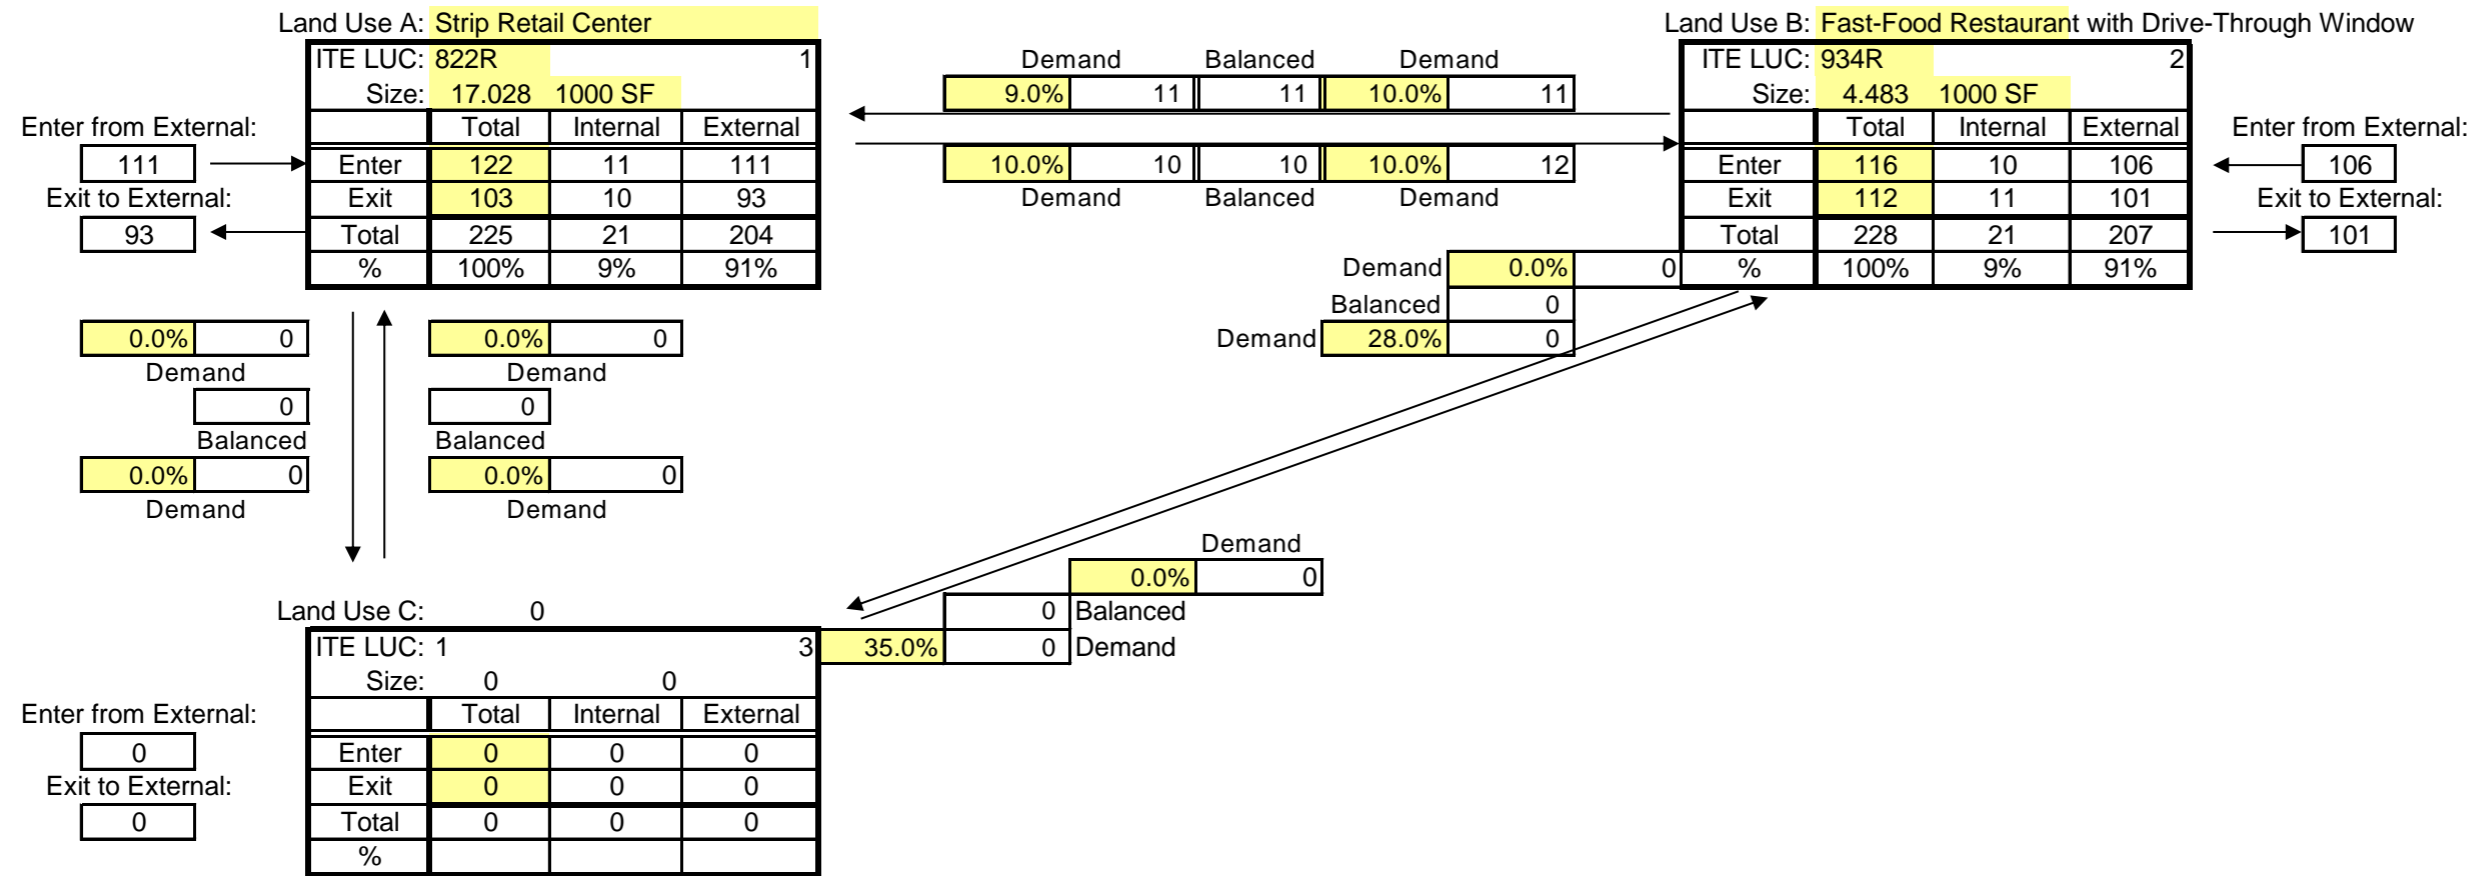 Land Use A: Strip Retail Center Land Use B: Fast-Food Restaurant with Drive-Through Window
ITE LUC: 822R 1 Demand Balanced Demand ITE LUC: 934R 2
Size: 17.028 1000 SF 9.0% 11 11 10.0% 11 Size: 4.483 1000 SF
Enter from External: Total Internal External Total Internal External Enter from External:
111 Enter 122 11 111 10.0% 10 10 10.0% 12 Enter 116 10 106 106
Exit to External: Exit 103 10 93 Demand Balanced Demand Exit 112 11 101 Exit to External:
93 Total 225 21 204 Total 228 21 207 101
% 100% 9% 91% Demand 0.0% 0 % 100% 9% 91%
Balanced 0
0.0% 0 0.0% 0 Demand 28.0% 0
Demand Demand
0 0
Balanced Balanced
0.0% 0 0.0% 0
Demand Demand
Demand
0.0% 0
Land Use C: 0 0 Balanced
ITE LUC: 1 3 35.0% 0 Demand
Size: 0 0
Enter from External: Total Internal External
0 Enter 0 0 0
Exit to External: Exit 0 0 0
0 Total 0 0 0
%